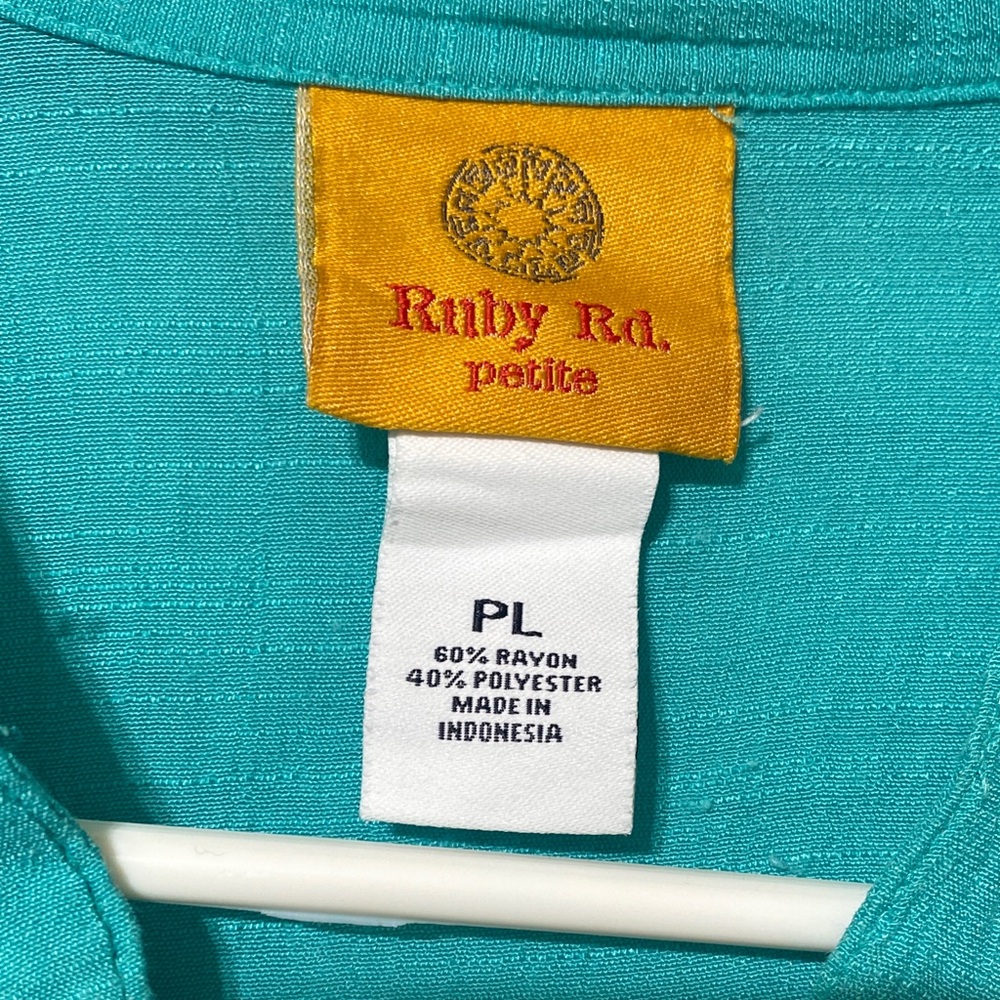 Ruby Rd.
petite
PL
60% RAYON
40% POLYESTER
MADE IN
INDONESIA